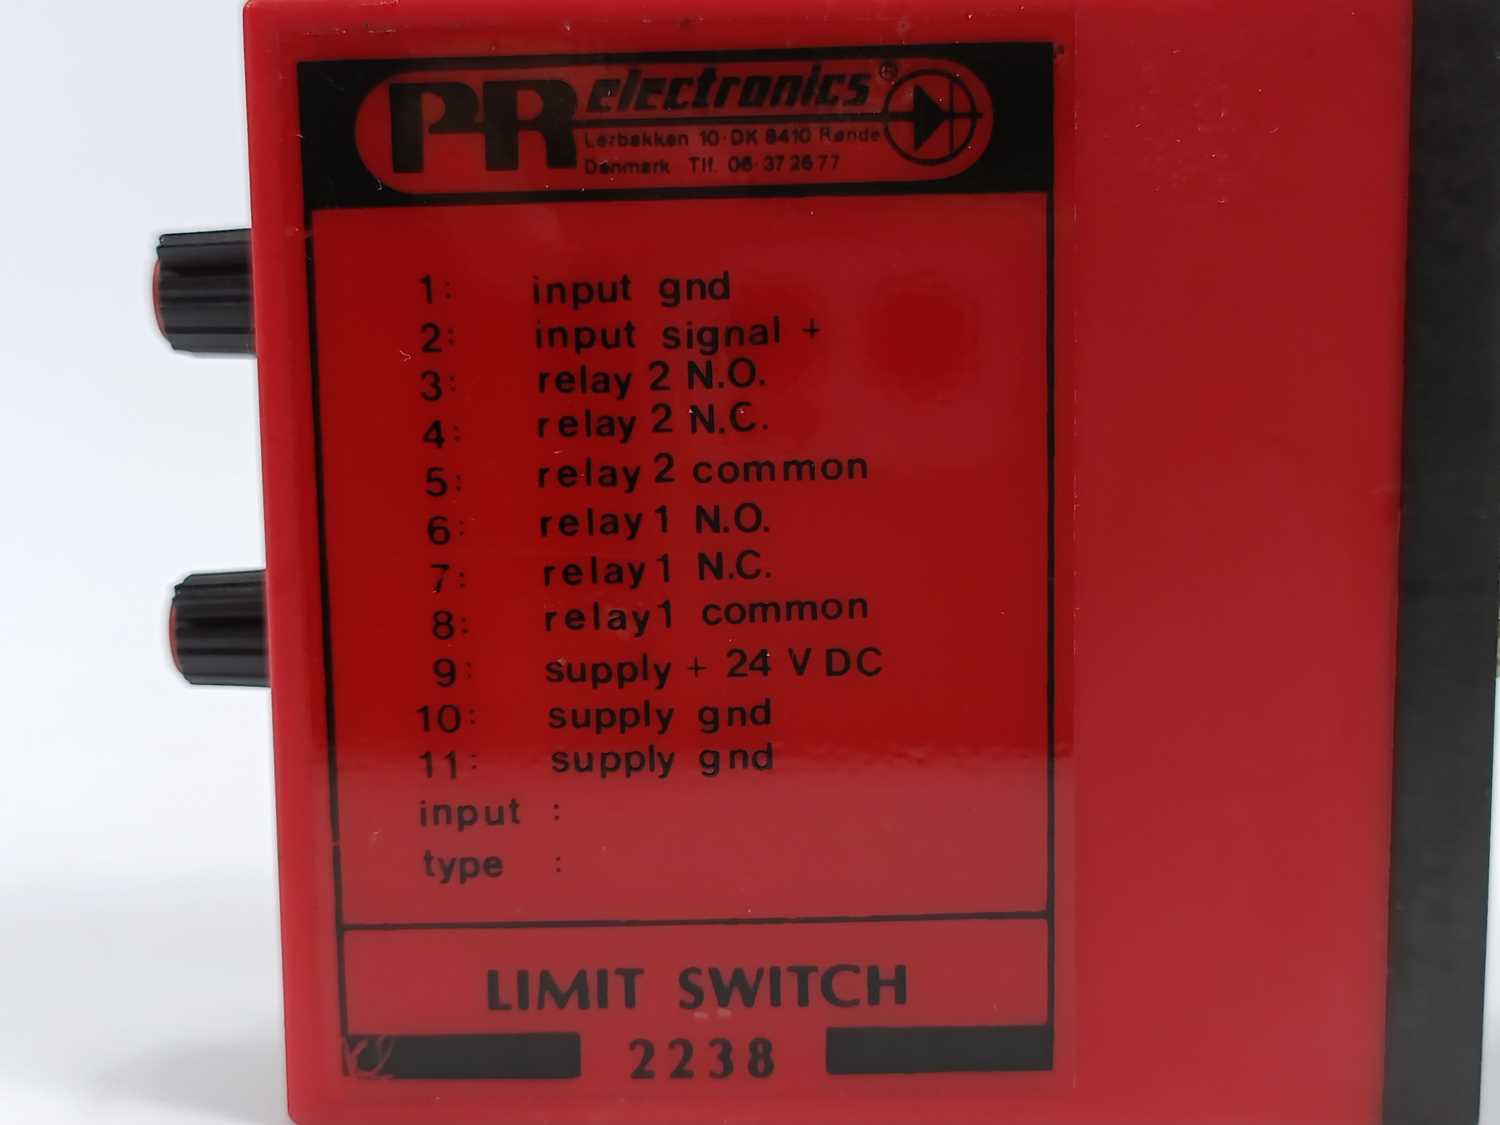 PR electronics®
Lerbakken 10·DK 8410 Rønde
Denmark Tlf. 06·37 26 77
1: input gnd
2: input signal +
3: relay 2 N.O.
4: relay 2 N.C.
5: relay 2 common
6: relay 1 N.O.
7: relay 1 N.C.
8: relay 1 common
9: supply + 24 V DC
10: supply gnd
11: supply gnd
input :
type :
LIMIT SWITCH
2238